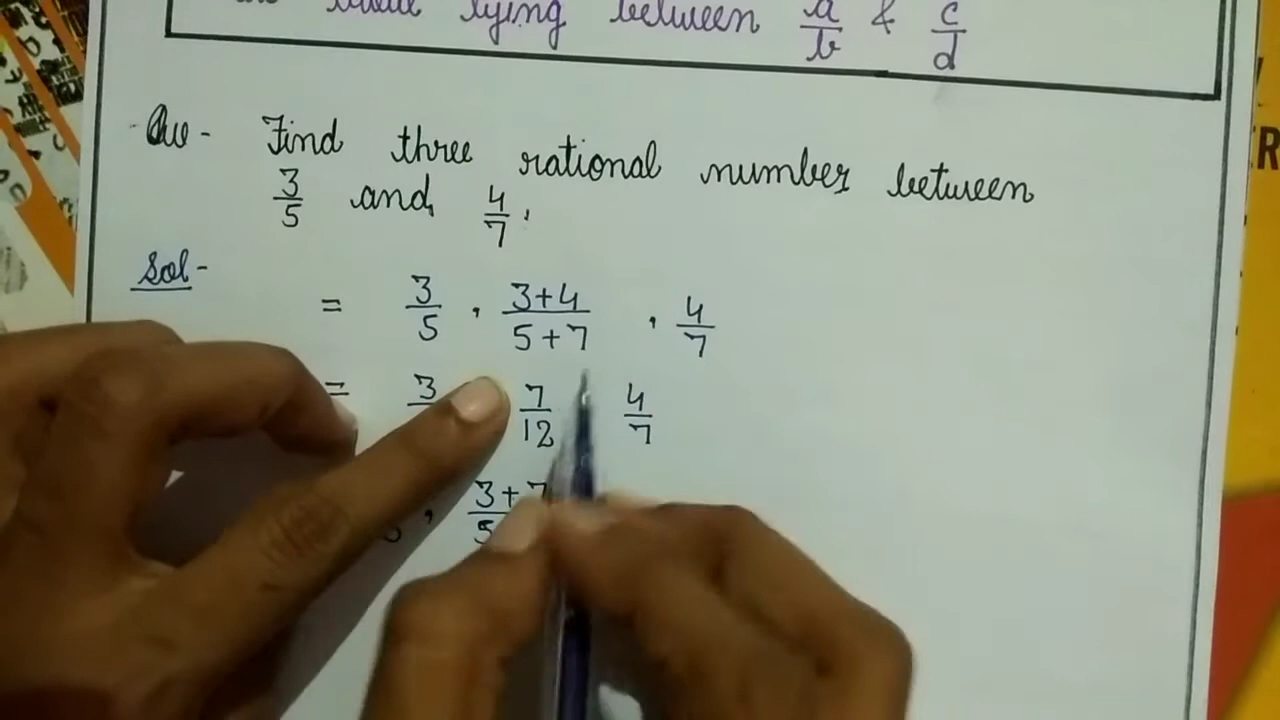 lying between a/b & c/d
Que - Find three rational number between
3/5 and, 4/7.
Sol -
= 3/5 , 3+4/5+7 , 4/7
= 3 7/12 4/7
, 3+7/5